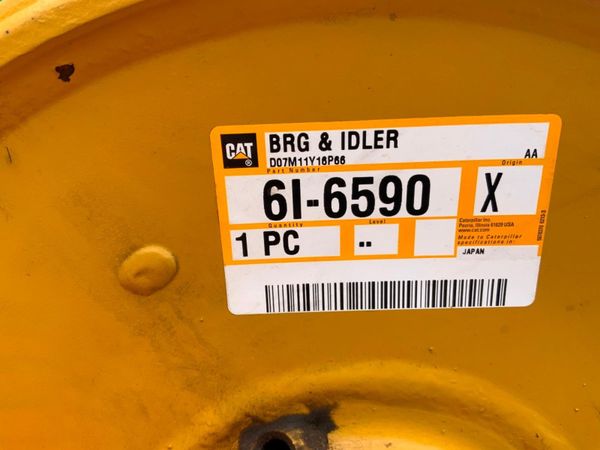 CAT BRG & IDLER
D07M11Y16P66
AA
Part Number
Origin
6I-6590
X
Quantity
Level
Caterpillar Inc.
Peoria, Illinois 61629 USA
www.cat.com
1 PC
--
Made to Caterpillar
specifications in
JAPAN